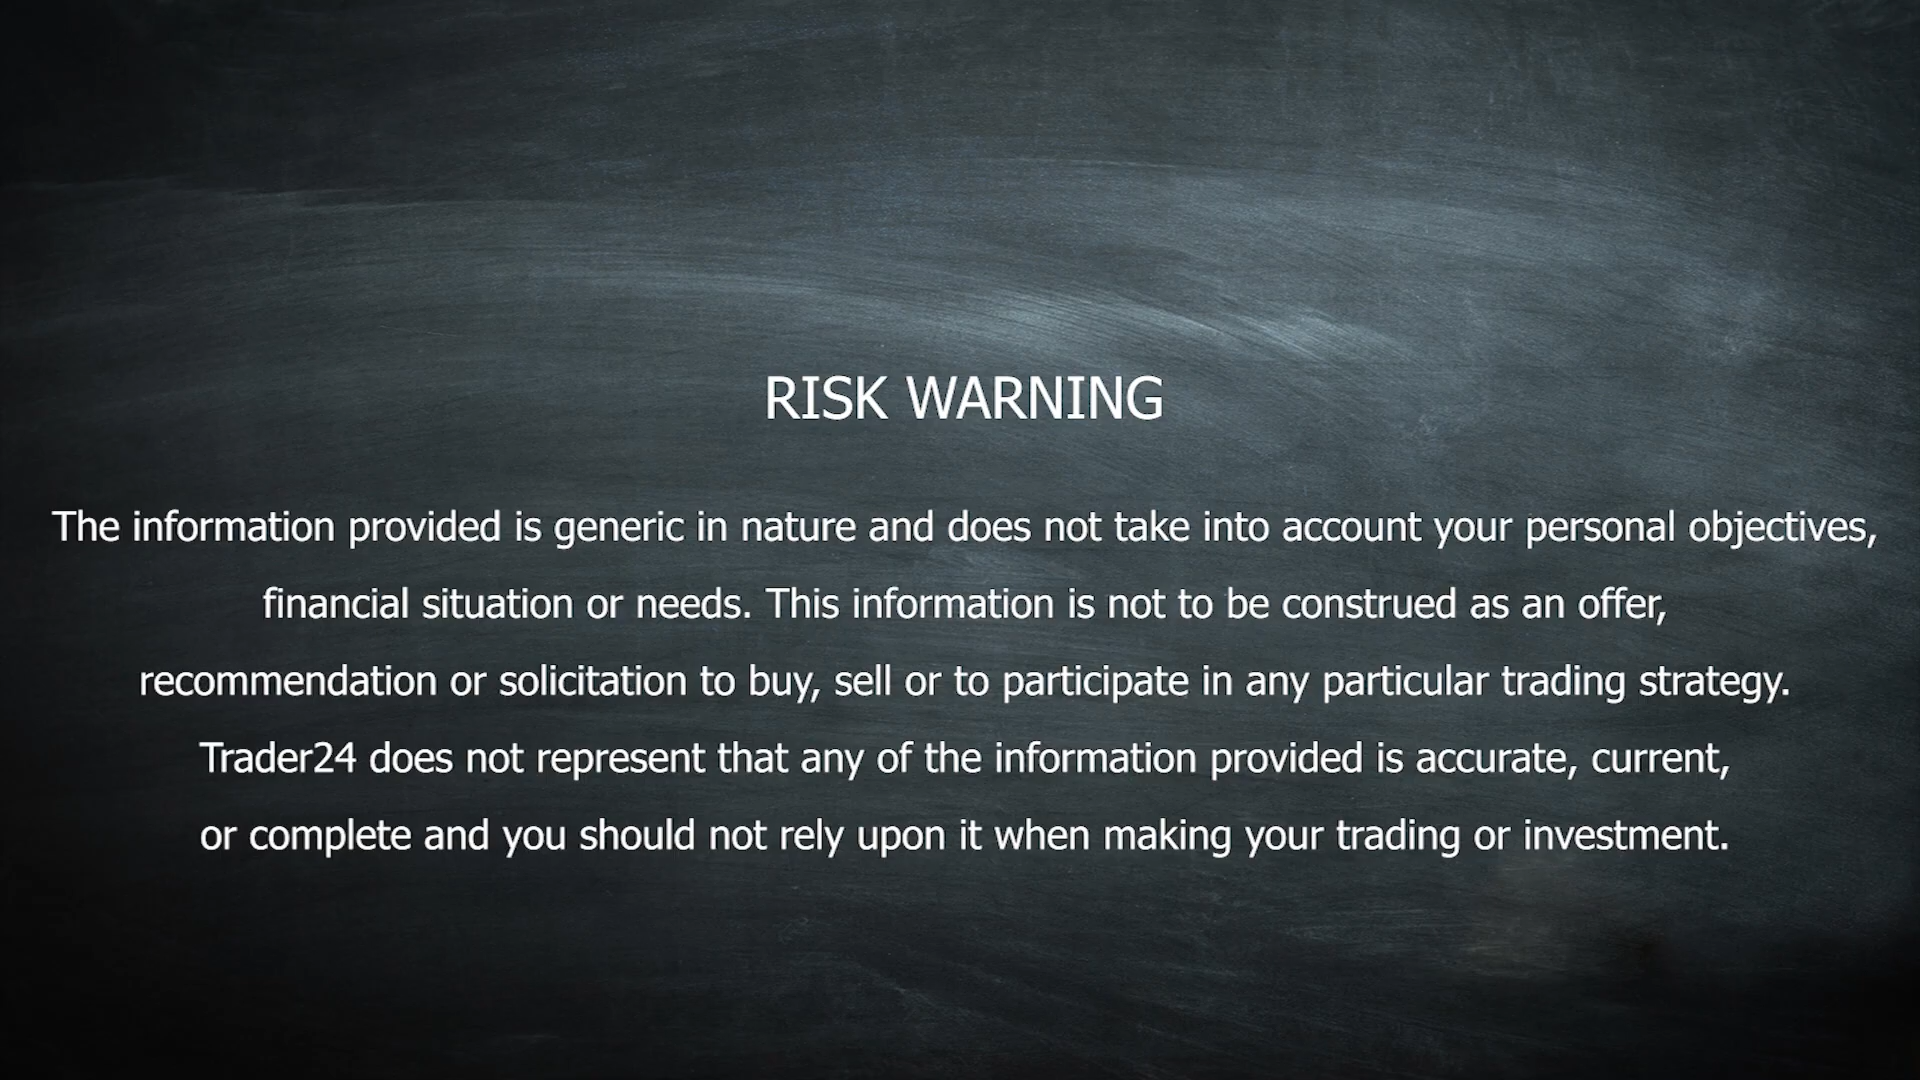 RISK WARNING
The information provided is generic in nature and does not take into account your personal objectives,
financial situation or needs. This information is not to be construed as an offer,
recommendation or solicitation to buy, sell or to participate in any particular trading strategy.
Trader24 does not represent that any of the information provided is accurate, current,
or complete and you should not rely upon it when making your trading or investment.